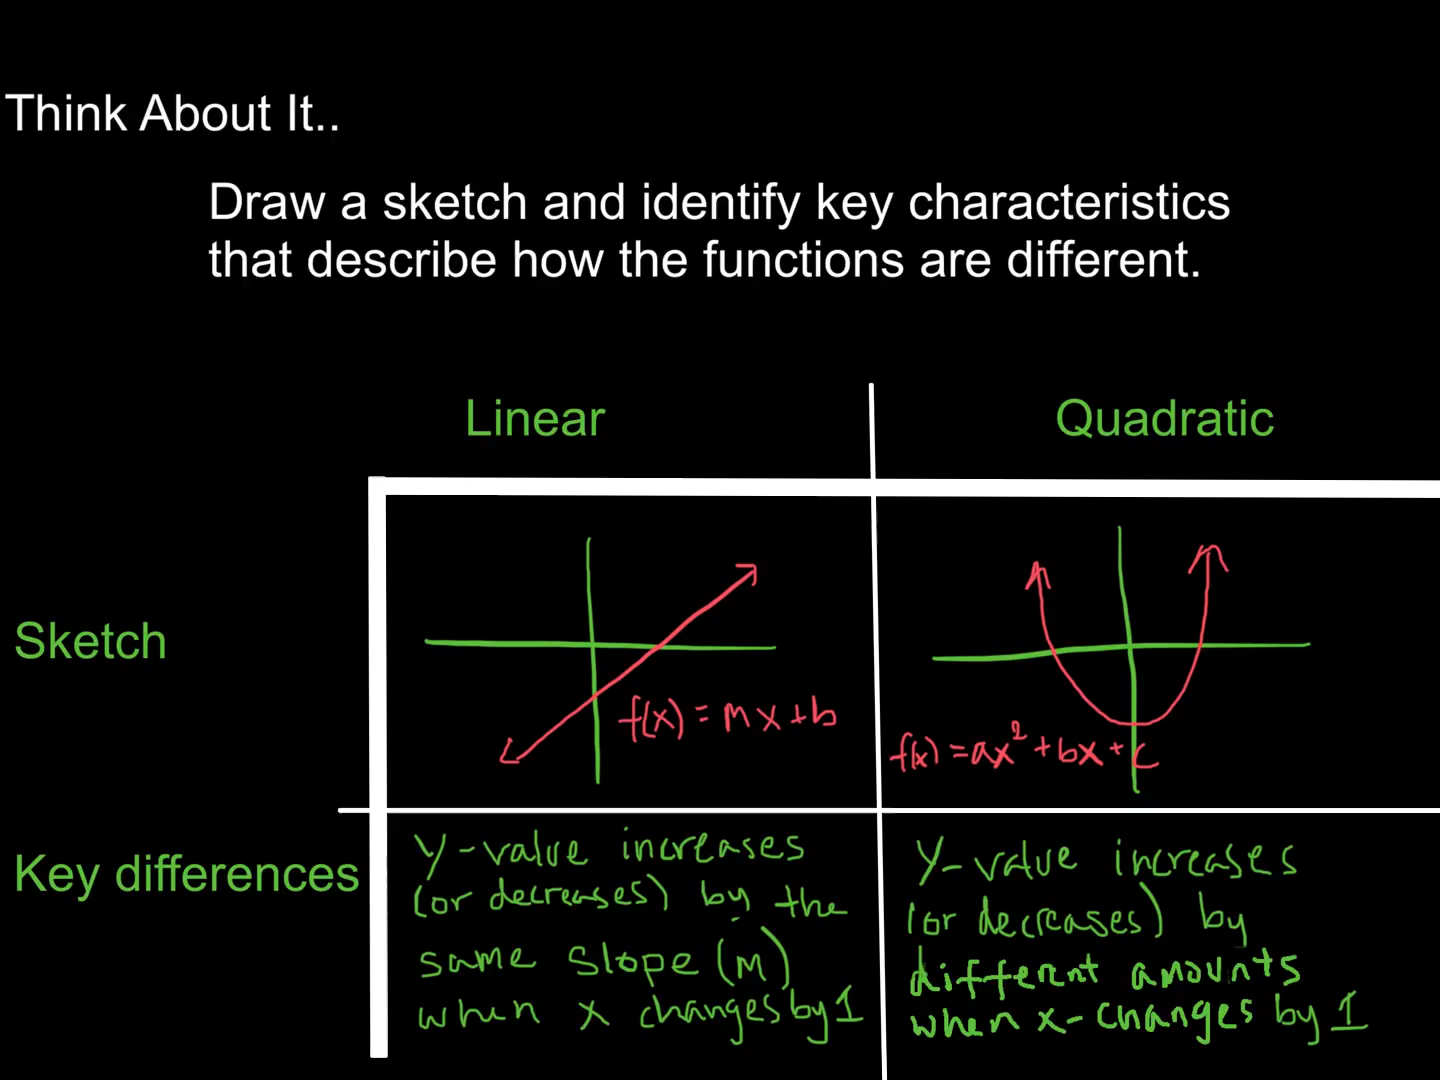 Think About It..
Draw a sketch and identify key characteristics
that describe how the functions are different.
Linear
Quadratic
Sketch
f(x) = mx+b
f(x) = ax² + bx + c
Key differences
Y-value increases
(or decreases) by the
same slope (m)
when x changes by 1
Y-value increases
(or decreases) by
different amounts
when x-changes by 1